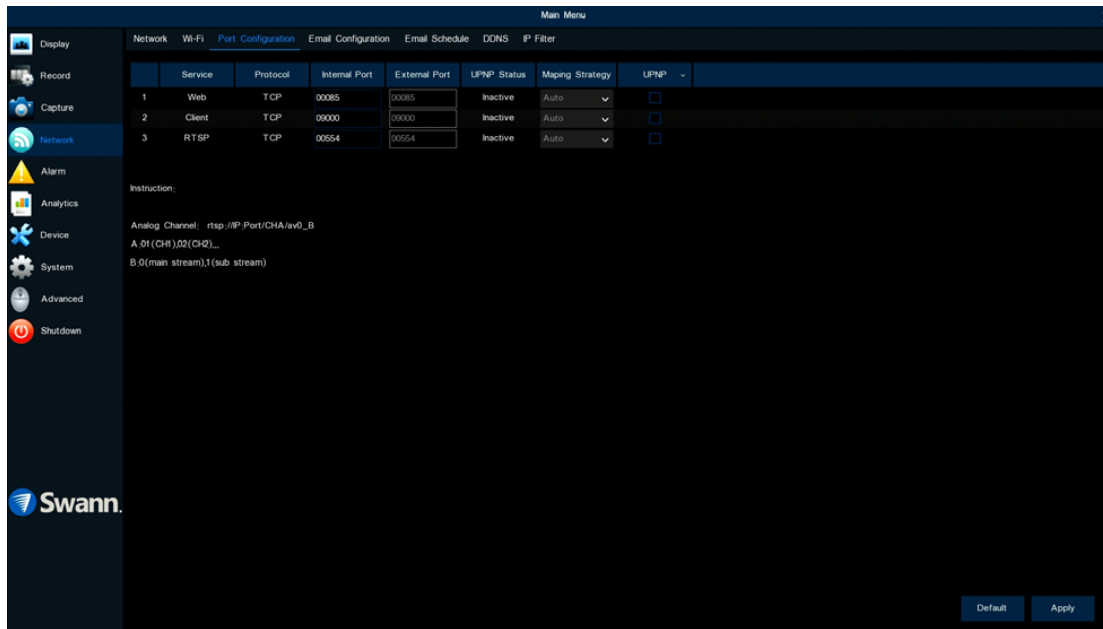 Main Menu
Display
Network Wi-Fi Port Configuration Email Configuration Email Schedule DDNS IP Filter
Record
Service Protocol Internal Port External Port UPNP Status Maping Strategy UPNP
Capture
1 Web TCP 00085 00085 Inactive Auto
2 Client TCP 09000 09000 Inactive Auto
Network
3 RTSP TCP 00554 00554 Inactive Auto
Alarm
Instruction:
Analytics
Analog Channel: rtsp://IP:Port/CHA/av0_B
Device
A:01(CH1),02(CH2)...
B:0(main stream),1(sub stream)
System
Advanced
Shutdown
Swann.
Default Apply